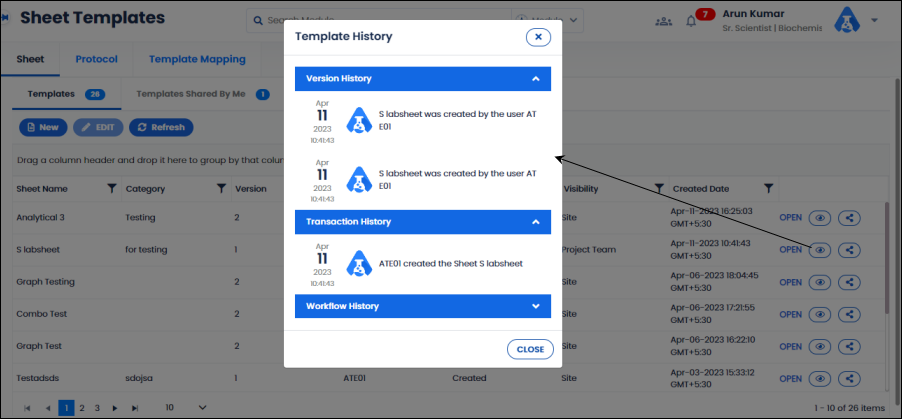 Sheet Templates
Search Module
Module
7
Arun Kumar
Sr. Scientist | Biochemis
Sheet
Protocol
Template Mapping
Templates 26
Templates Shared By Me 1
New
EDIT
Refresh
Drag a column header and drop it here to group by that colum
Sheet Name
Category
Version
Visibility
Created Date
Analytical 3
Testing
2
Site
Apr-11-2023 16:25:03
GMT+5:30
OPEN
S labsheet
for testing
1
Project Team
Apr-11-2023 10:41:43
GMT+5:30
OPEN
Graph Testing
2
Site
Apr-06-2023 18:04:45
GMT+5:30
OPEN
Combo Test
2
Site
Apr-06-2023 17:21:55
GMT+5:30
OPEN
Graph Test
2
Site
Apr-06-2023 16:22:10
GMT+5:30
OPEN
Testadsds
sdojsa
1
ATE01
Created
Site
Apr-03-2023 15:33:12
GMT+5:30
OPEN
1 2 3
10
1 - 10 of 26 items
Template History
Version History
Apr
11
2023
10:41:43
S labsheet was created by the user AT
E01
Apr
11
2023
10:41:43
S labsheet was created by the user AT
E01
Transaction History
Apr
11
2023
10:41:43
ATE01 created the Sheet S labsheet
Workflow History
CLOSE